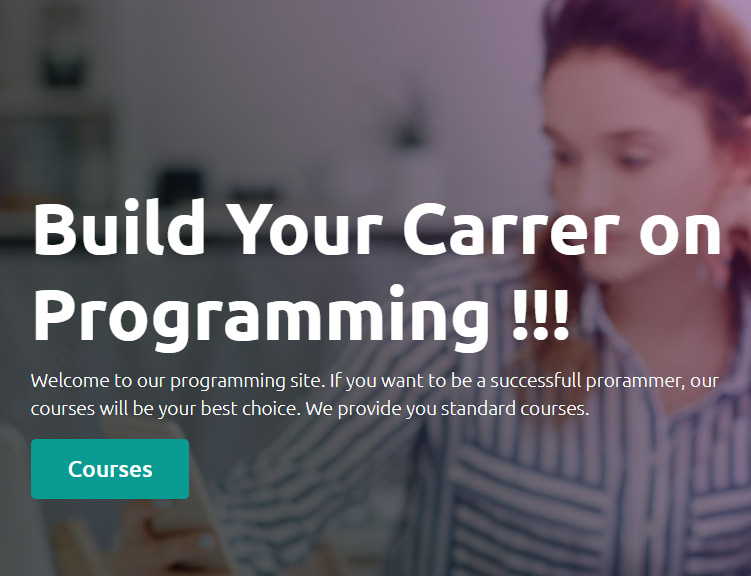 Build Your Carrer on
Programming !!!
Welcome to our programming site. If you want to be a successfull prorammer, our
courses will be your best choice. We provide you standard courses.
Courses